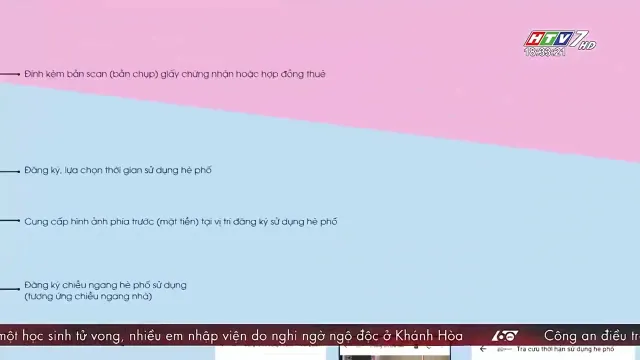 HTV7 HD
18:33:21
Đính kèm bản scan (bản chụp) giấy chứng nhận hoặc hợp đồng thuê
Đăng ký, lựa chọn thời gian sử dụng hè phố
Cung cấp hình ảnh phía trước (mặt tiền) tại vị trí đăng ký sử dụng hè phố
Đăng ký chiều ngang hè phố sử dụng
(tương ứng chiều ngang nhà)
một học sinh tử vong, nhiều em nhập viện do nghi ngờ ngộ độc ở Khánh Hòa
Công an điều tr
Tra cứu thời hạn sử dụng hè phố